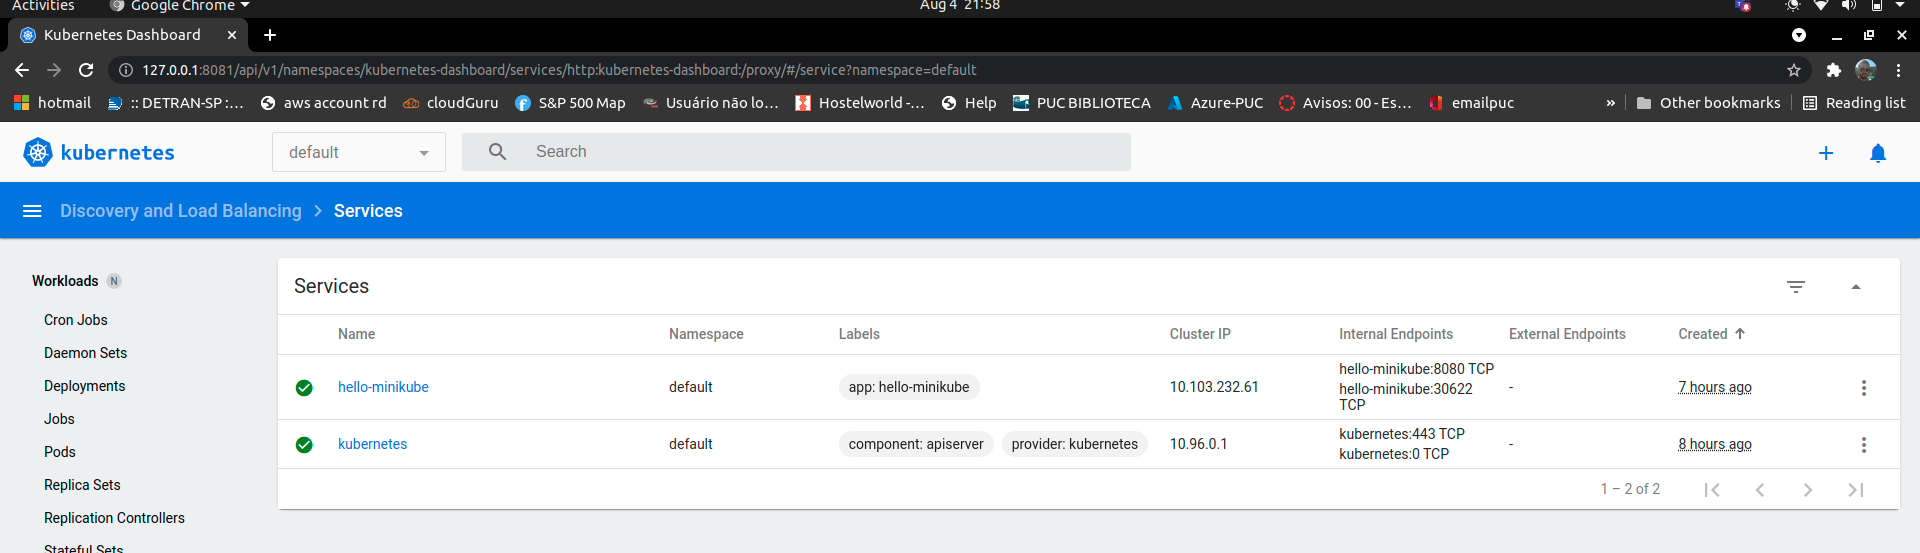 Activities Google Chrome Aug 4 21:58
Kubernetes Dashboard
127.0.0.1:8081/api/v1/namespaces/kubernetes-dashboard/services/http:kubernetes-dashboard:/proxy/#/service?namespace=default
hotmail :: DETRAN-SP :... aws account rd cloudGuru S&P 500 Map Usuário não lo... Hostelworld -... Help PUC BIBLIOTECA Azure-PUC Avisos: 00 - Es... emailpuc » Other bookmarks Reading list
kubernetes default Search
Discovery and Load Balancing > Services
Workloads N
Cron Jobs
Daemon Sets
Deployments
Jobs
Pods
Replica Sets
Replication Controllers
Stateful Sets
Services
Name Namespace Labels Cluster IP Internal Endpoints External Endpoints Created
hello-minikube default app: hello-minikube 10.103.232.61 hello-minikube:8080 TCP - 7 hours ago
hello-minikube:30622
TCP
kubernetes default component: apiserver provider: kubernetes 10.96.0.1 kubernetes:443 TCP - 8 hours ago
kubernetes:0 TCP
1 – 2 of 2